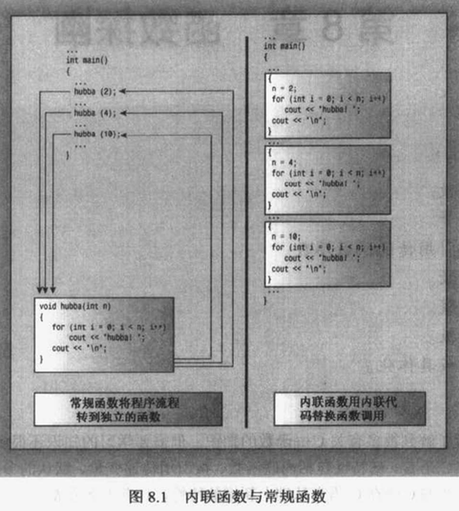 ...
int main()
{
...
hubba (2);
...
hubba (4);
...
hubba (10);
...
}
void hubba(int n)
{
for (int i = 0; i < n; i++)
cout << "hubba! ";
cout << "\n";
}
常规函数将程序流程
转到独立的函数
...
int main()
{
...
{
n = 2;
for (int i = 0; i < n; i++)
cout << "hubba! ";
cout << "\n";
}
...
{
n = 4;
for (int i = 0; i < n; i++)
cout << "hubba! ";
cout << "\n";
}
...
{
n = 10;
for (int i = 0; i < n; i++)
cout << "hubba! ";
cout << "\n";
}
...
}
内联函数用内联代
码替换函数调用
图 8.1 内联函数与常规函数